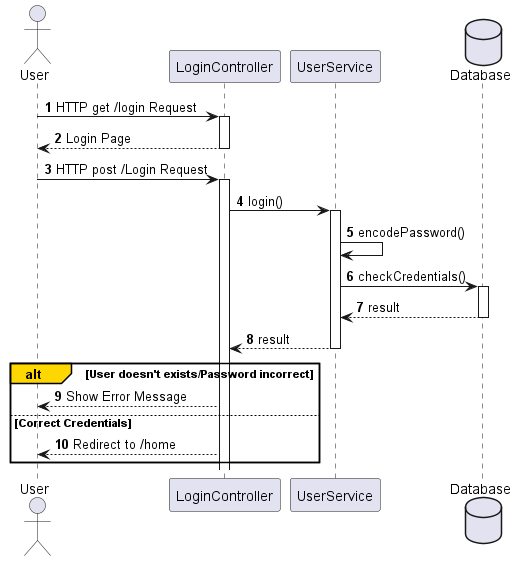 User
LoginController
UserService
Database
1 HTTP get /login Request
2 Login Page
3 HTTP post /Login Request
4 login()
5 encodePassword()
6 checkCredentials()
7 result
8 result
alt [User doesn't exists/Password incorrect]
9 Show Error Message
[Correct Credentials]
10 Redirect to /home
User
LoginController
UserService
Database